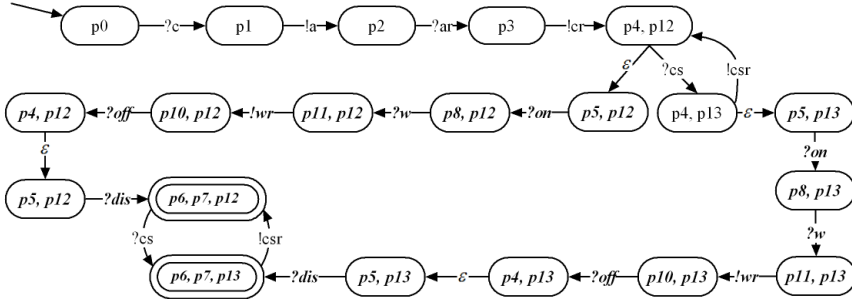 p0 ?c p1 !a p2 ?ar p3 !cr p4, p12
ε ?cs !csr
p4, p12 ?off p10, p12 !wr p11, p12 ?w p8, p12 ?on p5, p12 p4, p13 ε p5, p13
ε ?on
p5, p12 ?dis p6, p7, p12 p8, p13
?cs !csr ?w
p6, p7, p13 ?dis p5, p13 ε p4, p13 ?off p10, p13 !wr p11, p13